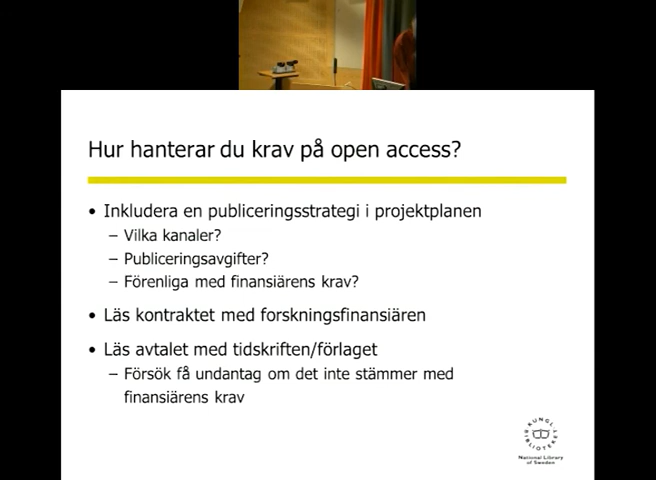 Hur hanterar du krav på open access?
• Inkludera en publiceringsstrategi i projektplanen
– Vilka kanaler?
– Publiceringsavgifter?
– Förenliga med finansiärens krav?
• Läs kontraktet med forskningsfinansiären
• Läs avtalet med tidskriften/förlaget
– Försök få undantag om det inte stämmer med
finansiärens krav
KUNGL.
BIBLIOTEKET
National Library
of Sweden